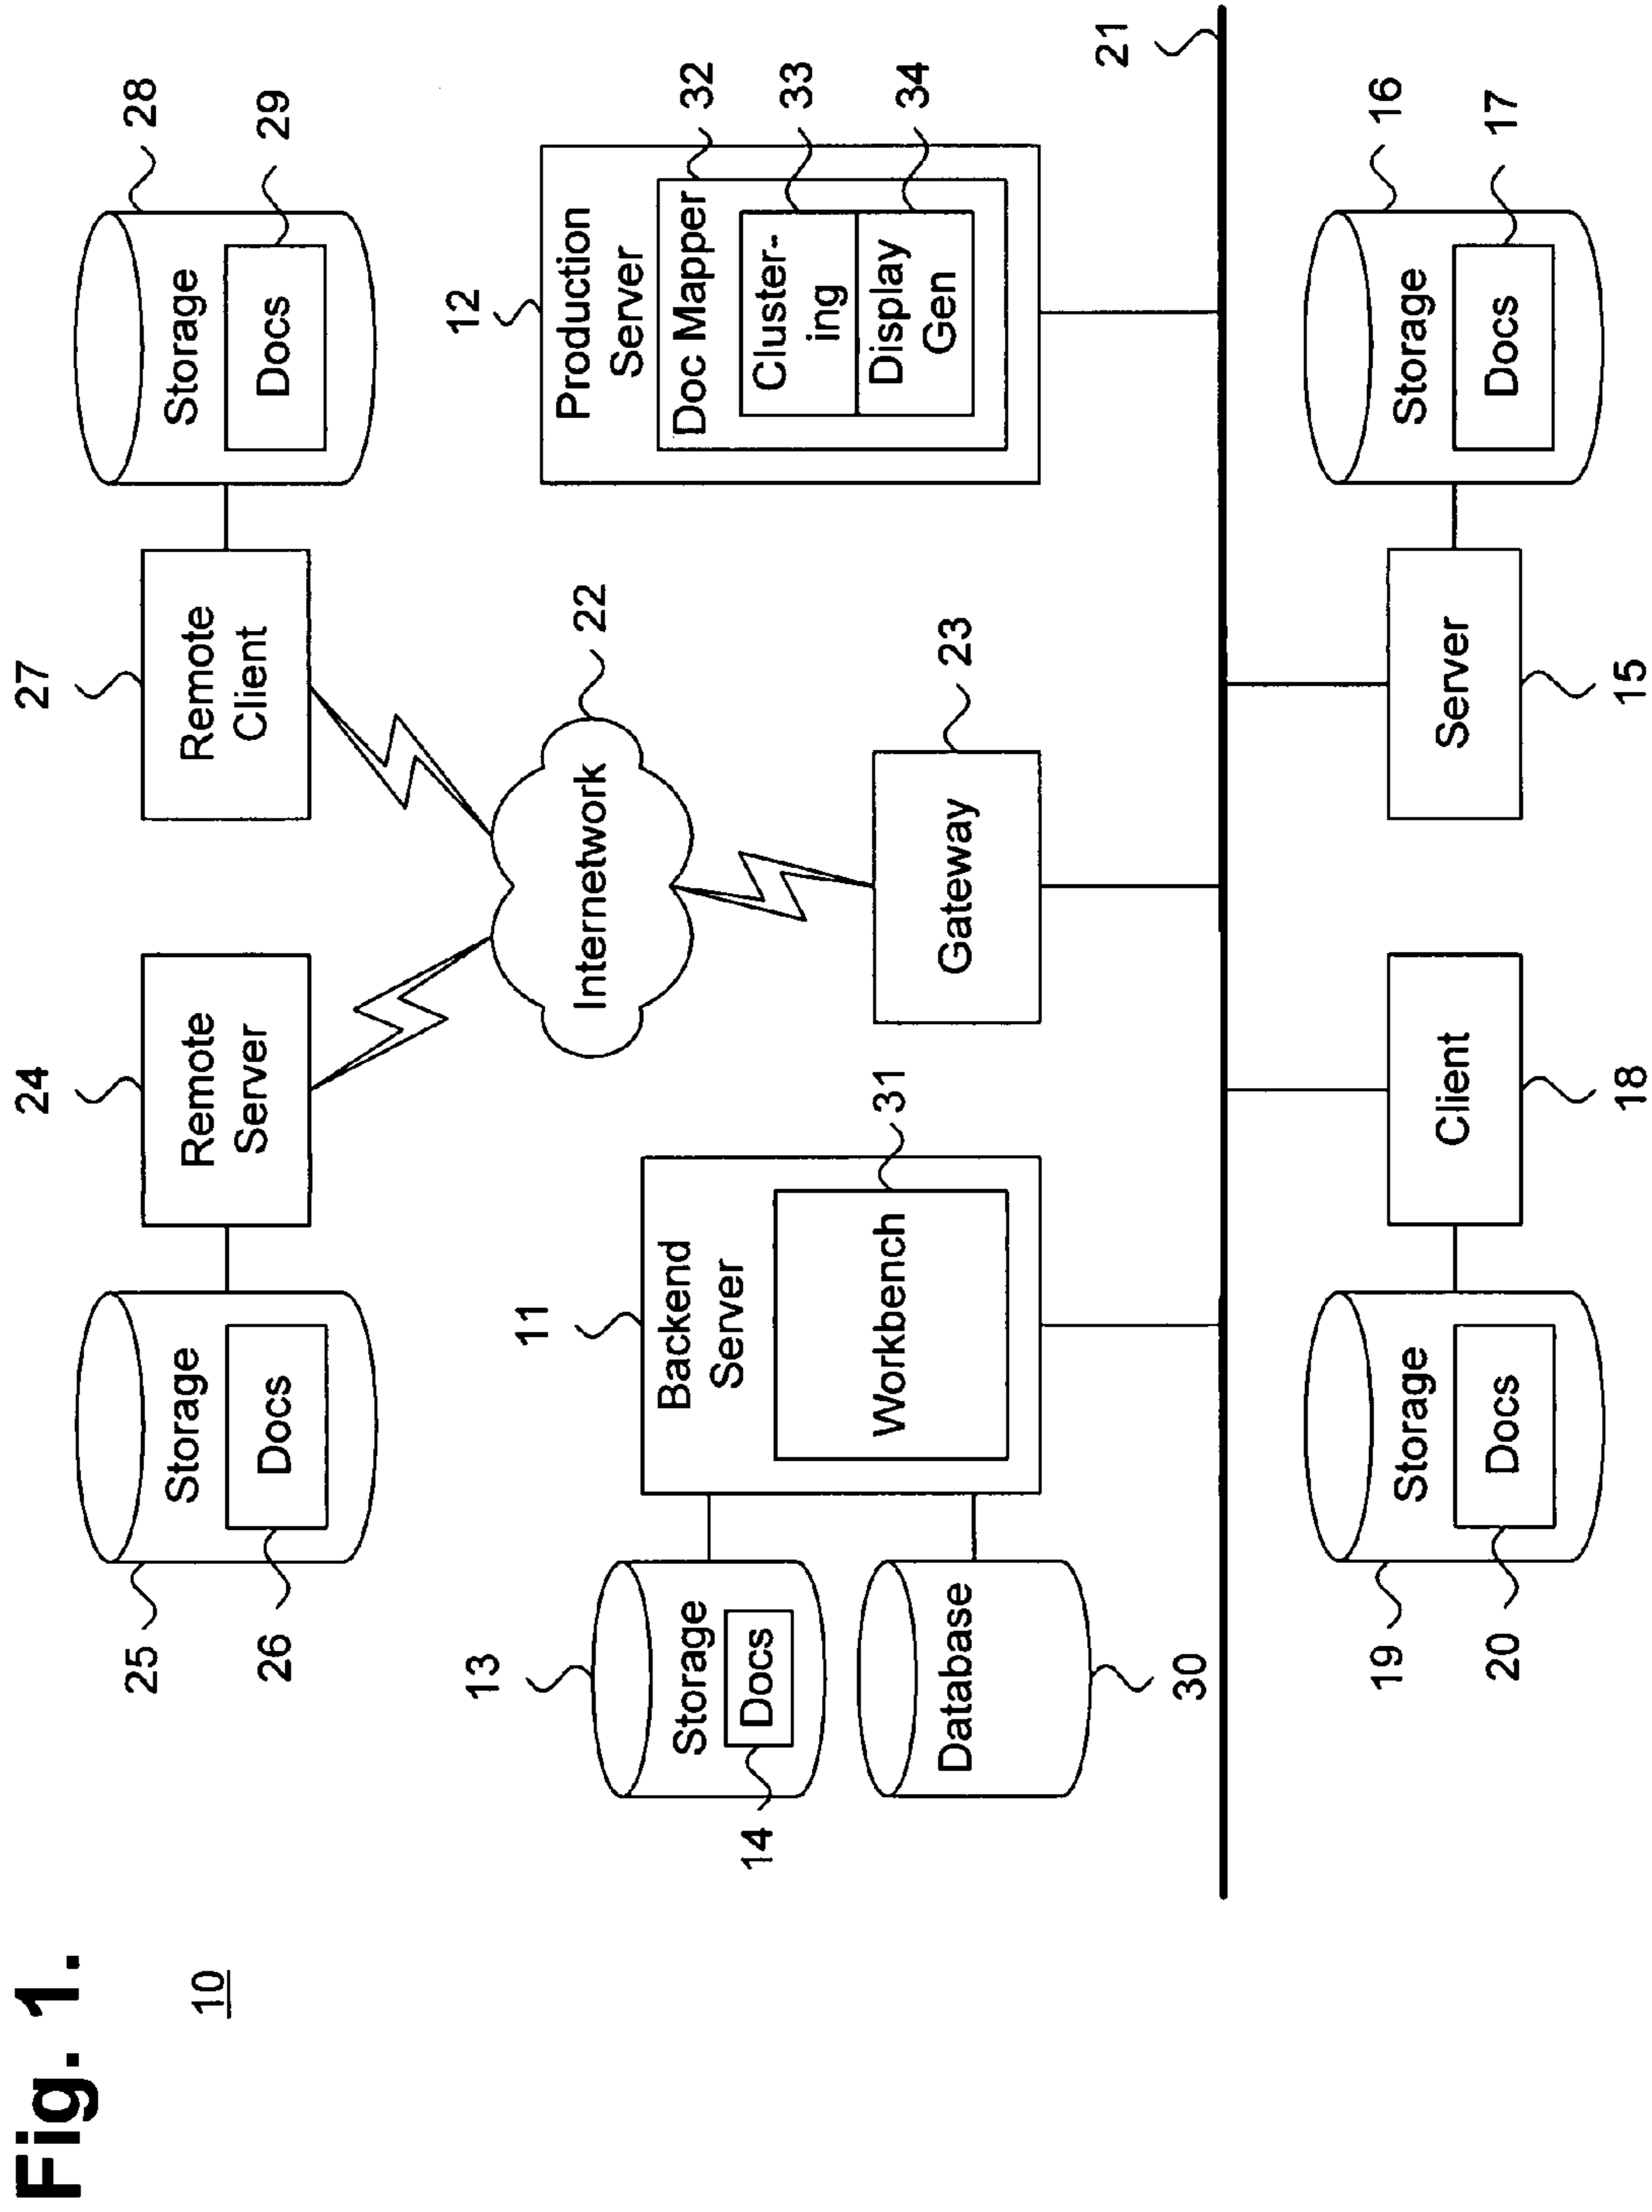 Fig. 1.
10
24
27
25
26
Storage
Docs
Remote
Server
Remote
Client
Storage
Docs
28
29
11
12
13
14
Storage
Docs
Backend
Server
Workbench
31
Internetwork
22
Production
Server
Doc Mapper
Cluster-
ing
Display
Gen
32
33
34
Database
30
Gateway
23
21
19
20
Storage
Docs
Client
18
Server
15
Storage
Docs
16
17